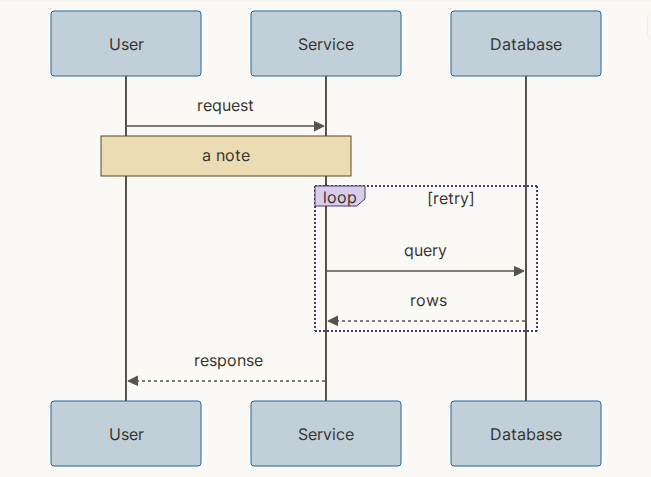 User
Service
Database
request
a note
loop
[retry]
query
rows
response
User
Service
Database